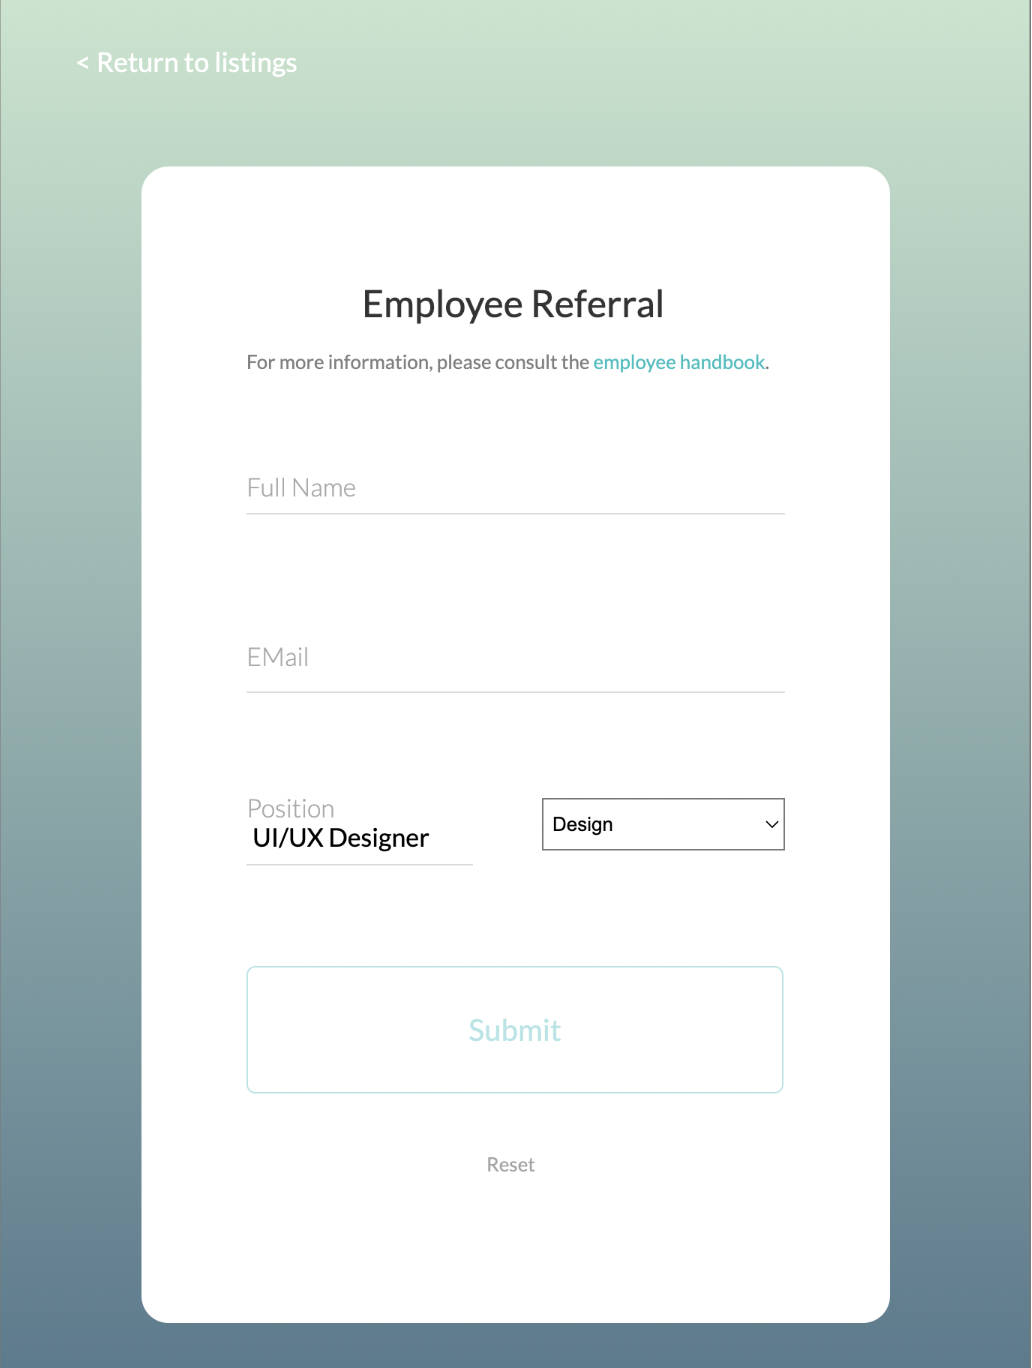 < Return to listings
Employee Referral
For more information, please consult the employee handbook.
Full Name
EMail
Position
UI/UX Designer
Design
Submit
Reset